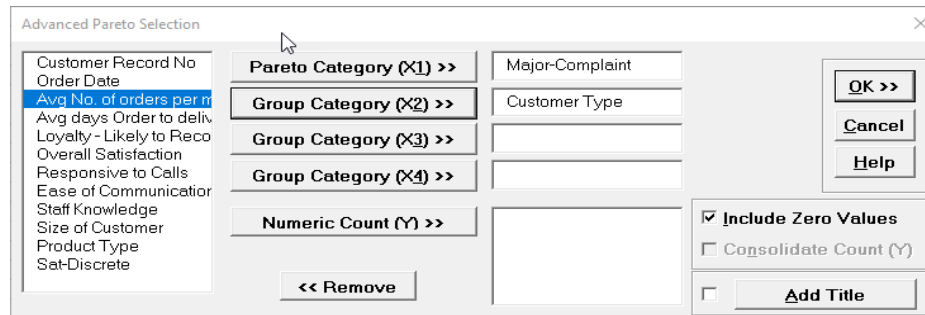 Advanced Pareto Selection
Customer Record No
Order Date
Avg No. of orders per m
Avg days Order to deliv
Loyalty - Likely to Reco
Overall Satisfaction
Responsive to Calls
Ease of Communication
Staff Knowledge
Size of Customer
Product Type
Sat-Discrete
Pareto Category (X1) >>
Major-Complaint
Group Category (X2) >>
Customer Type
Group Category (X3) >>
Group Category (X4) >>
Numeric Count (Y) >>
<< Remove
OK >>
Cancel
Help
Include Zero Values
Consolidate Count (Y)
Add Title